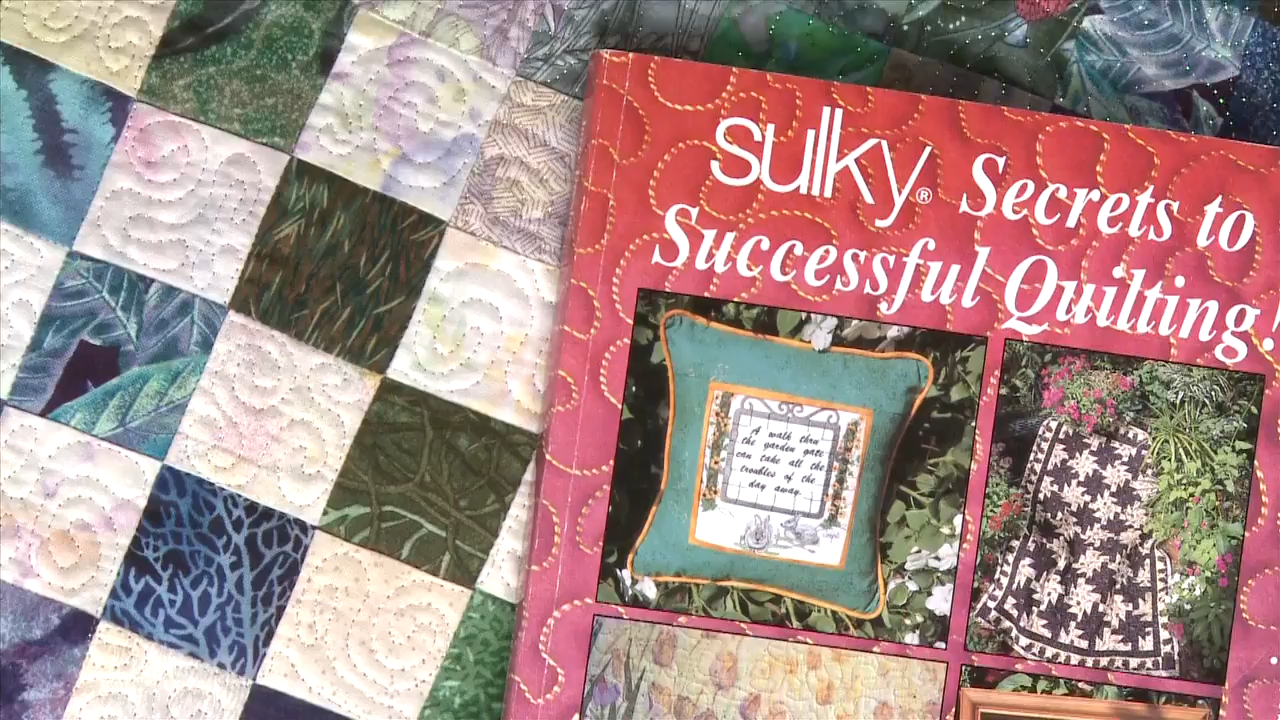 sulky® Secrets to
Successful Quilting!
A walk thru
the garden gate
can take all the
troubles of the
day away.